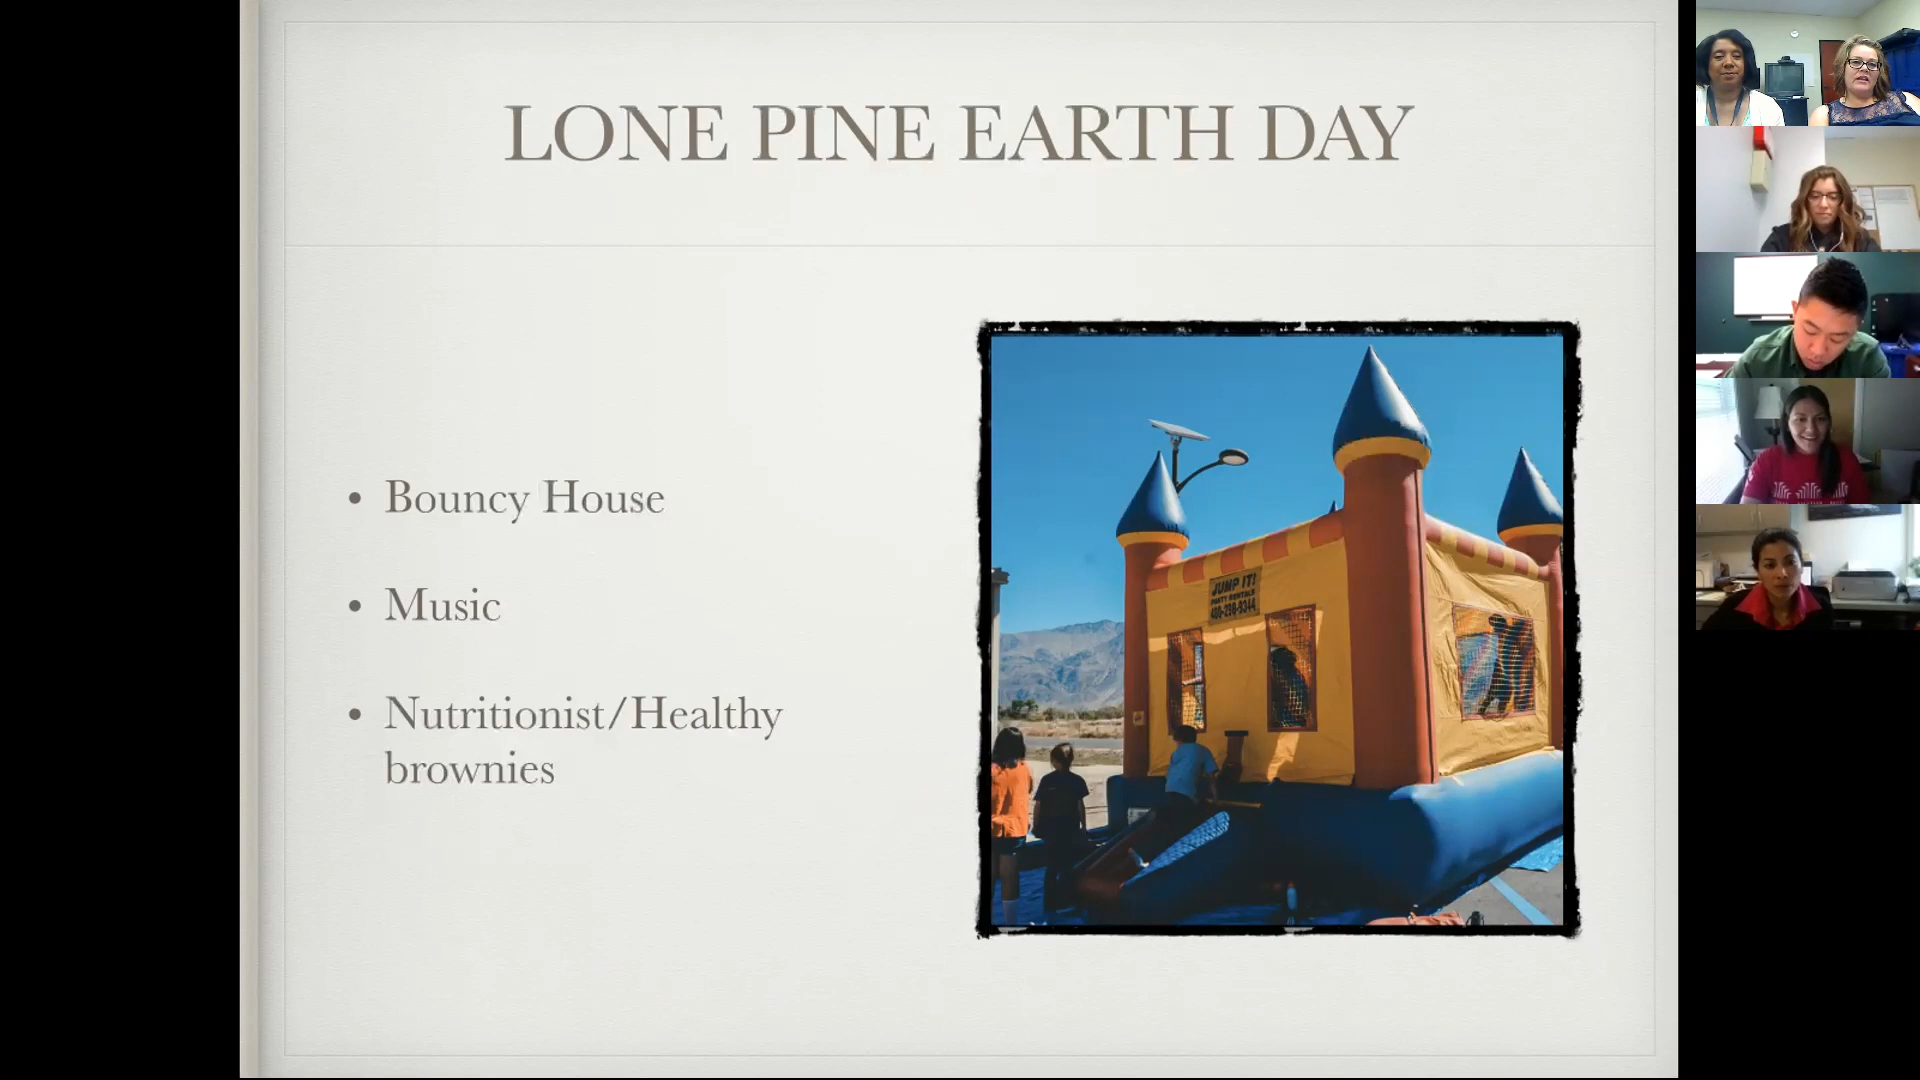 LONE PINE EARTH DAY
• Bouncy House
• Music
• Nutritionist/Healthy
brownies
JUMP IT!
PARTY RENTALS